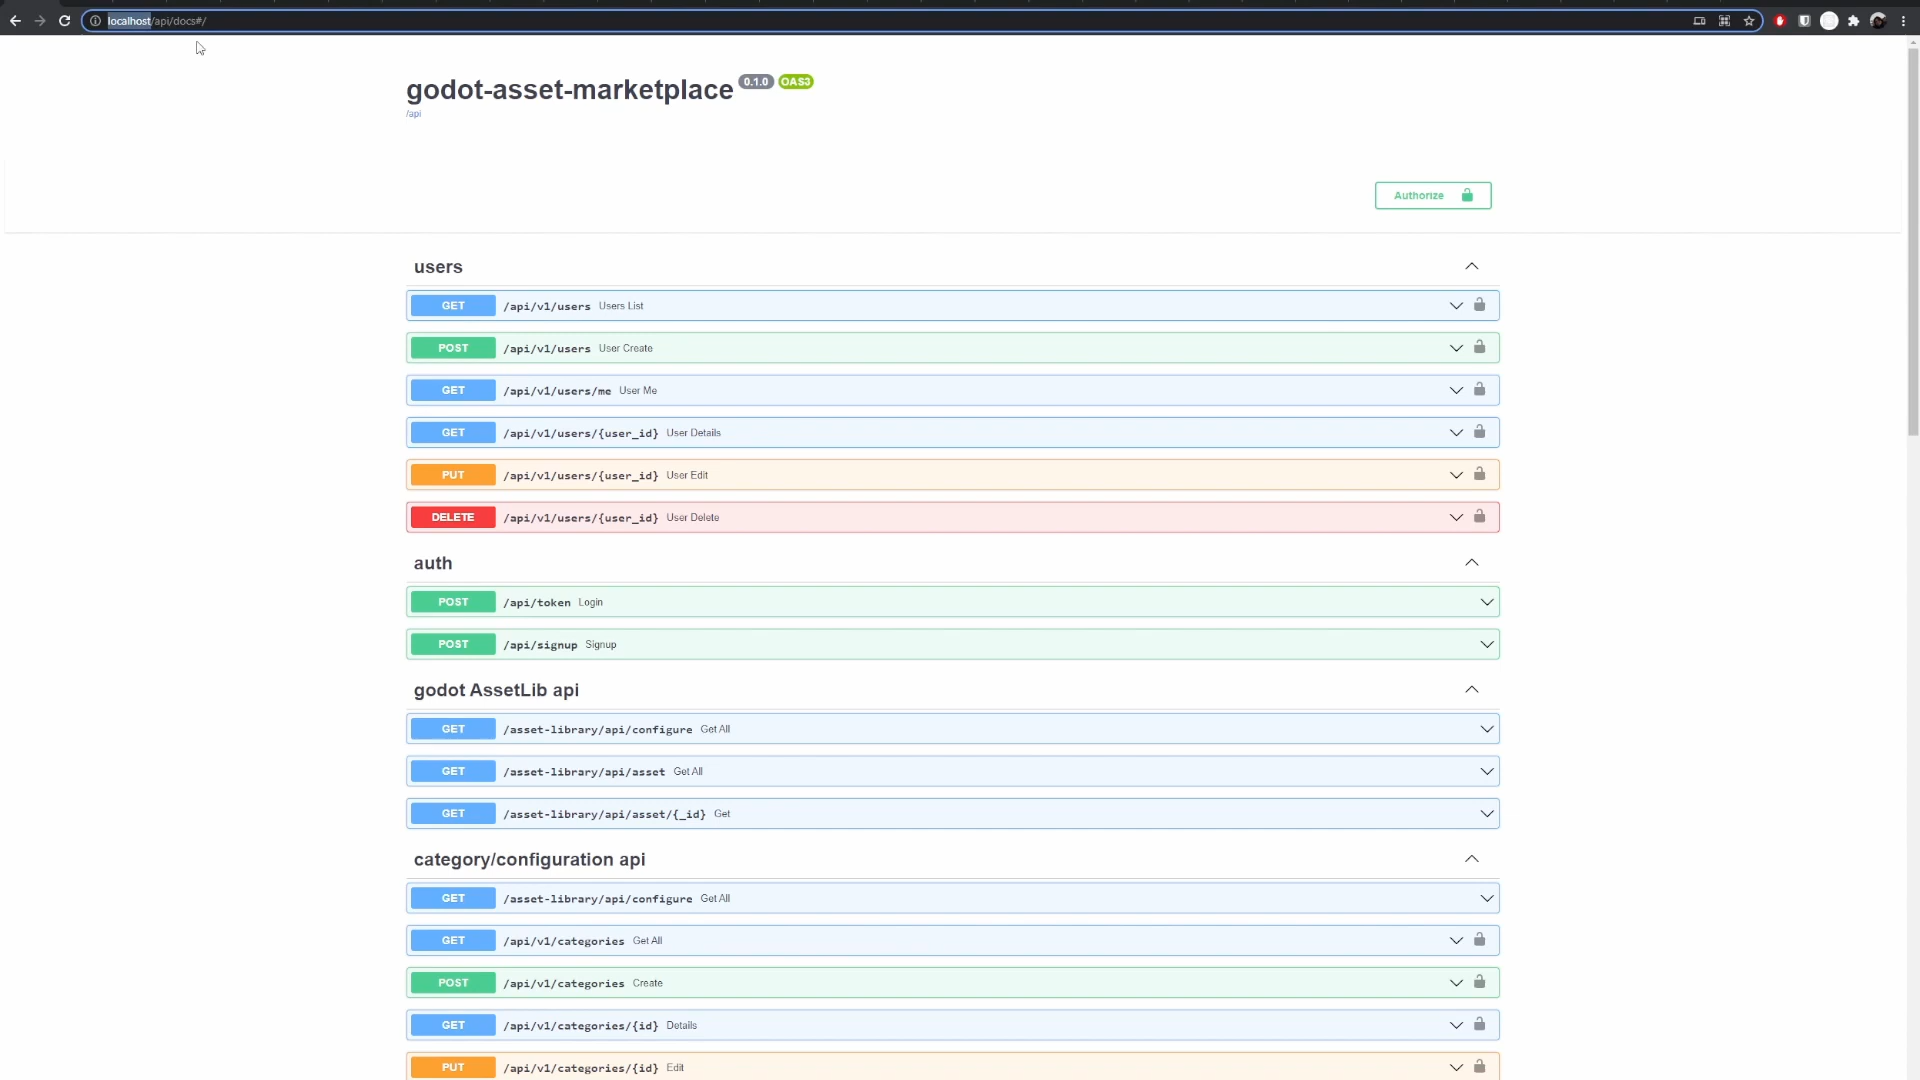 localhost/api/docs#/
godot-asset-marketplace 0.1.0 OAS3
/api
Authorize
users
GET /api/v1/users Users List
POST /api/v1/users User Create
GET /api/v1/users/me User Me
GET /api/v1/users/{user_id} User Details
PUT /api/v1/users/{user_id} User Edit
DELETE /api/v1/users/{user_id} User Delete
auth
POST /api/token Login
POST /api/signup Signup
godot AssetLib api
GET /asset-library/api/configure Get All
GET /asset-library/api/asset Get All
GET /asset-library/api/asset/{_id} Get
category/configuration api
GET /asset-library/api/configure Get All
GET /api/v1/categories Get All
POST /api/v1/categories Create
GET /api/v1/categories/{id} Details
PUT /api/v1/categories/{id} Edit